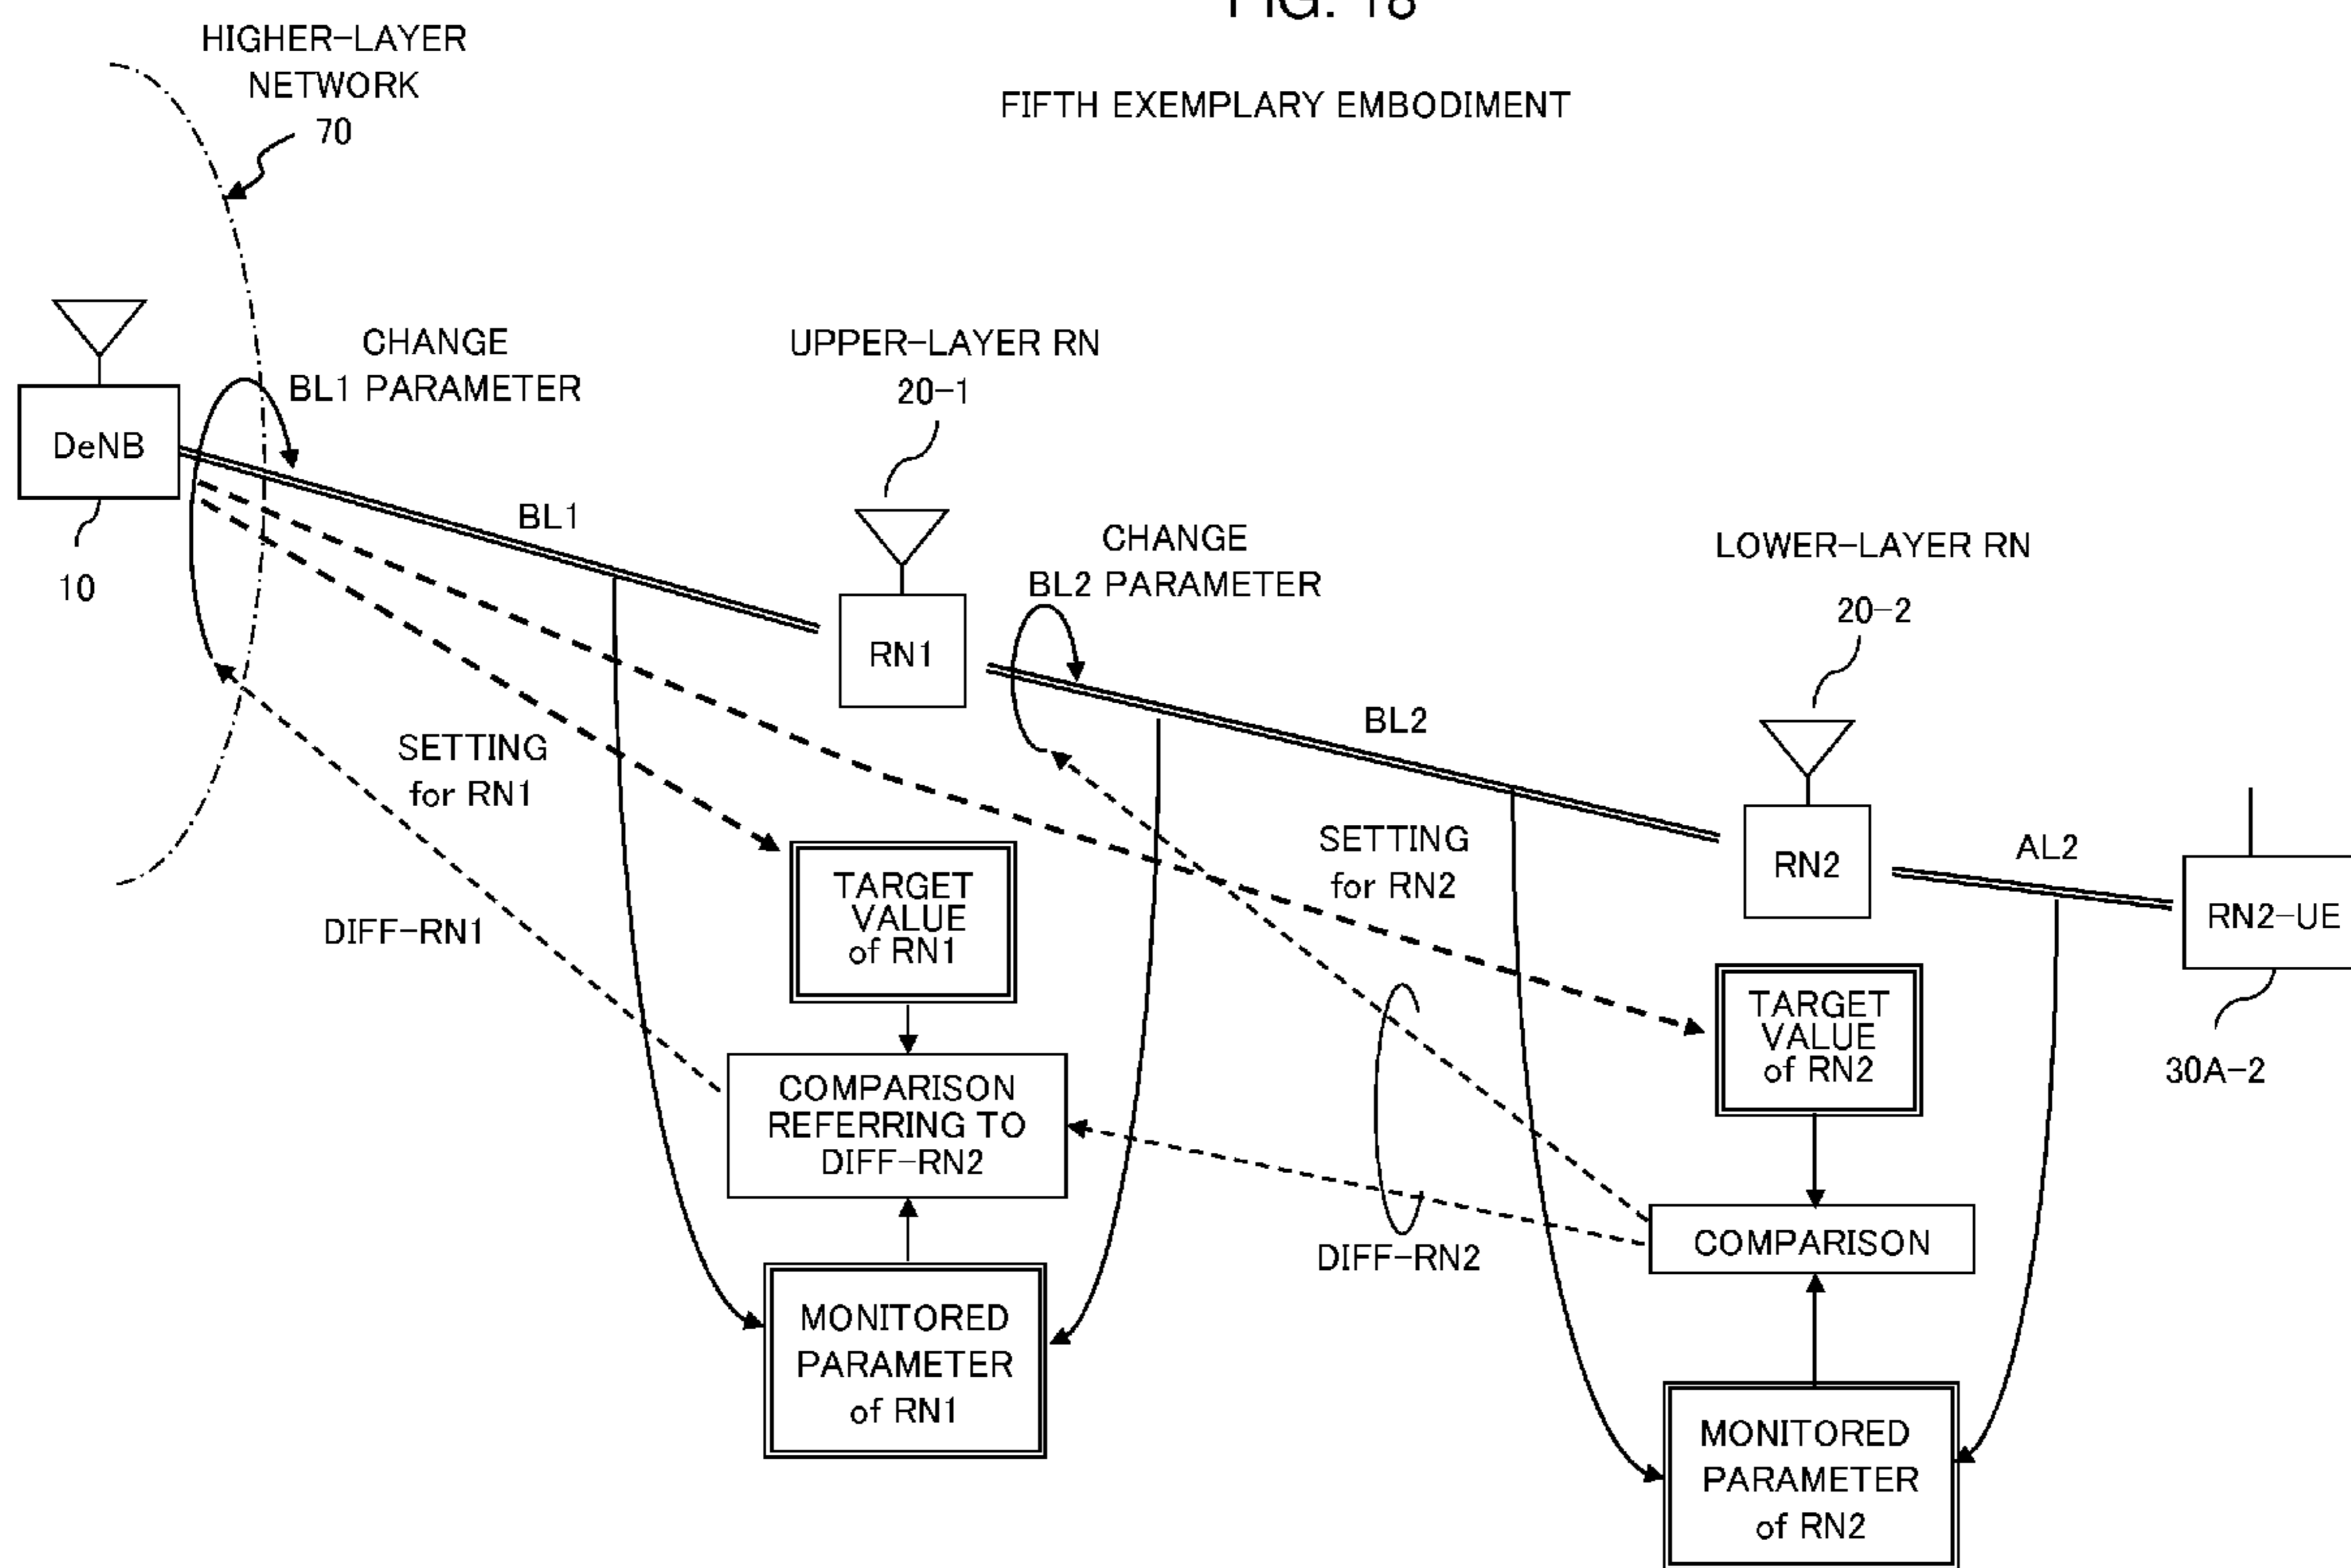 FIG. 18
FIFTH EXEMPLARY EMBODIMENT
HIGHER-LAYER
NETWORK
70
CHANGE
BL1 PARAMETER
DeNB
10
BL1
UPPER-LAYER RN
20-1
RN1
CHANGE
BL2 PARAMETER
BL2
LOWER-LAYER RN
20-2
RN2
AL2
RN2-UE
30A-2
SETTING
for RN1
DIFF-RN1
TARGET
VALUE
of RN1
COMPARISON
REFERRING TO
DIFF-RN2
MONITORED
PARAMETER
of RN1
SETTING
for RN2
DIFF-RN2
TARGET
VALUE
of RN2
COMPARISON
MONITORED
PARAMETER
of RN2